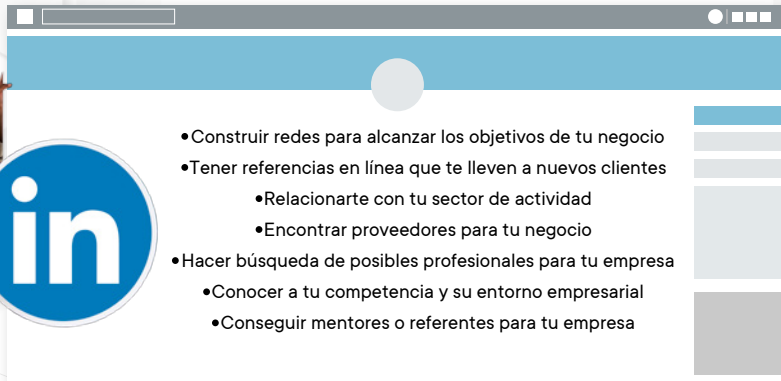 •Construir redes para alcanzar los objetivos de tu negocio
•Tener referencias en línea que te lleven a nuevos clientes
•Relacionarte con tu sector de actividad
•Encontrar proveedores para tu negocio
•Hacer búsqueda de posibles profesionales para tu empresa
•Conocer a tu competencia y su entorno empresarial
•Conseguir mentores o referentes para tu empresa
in